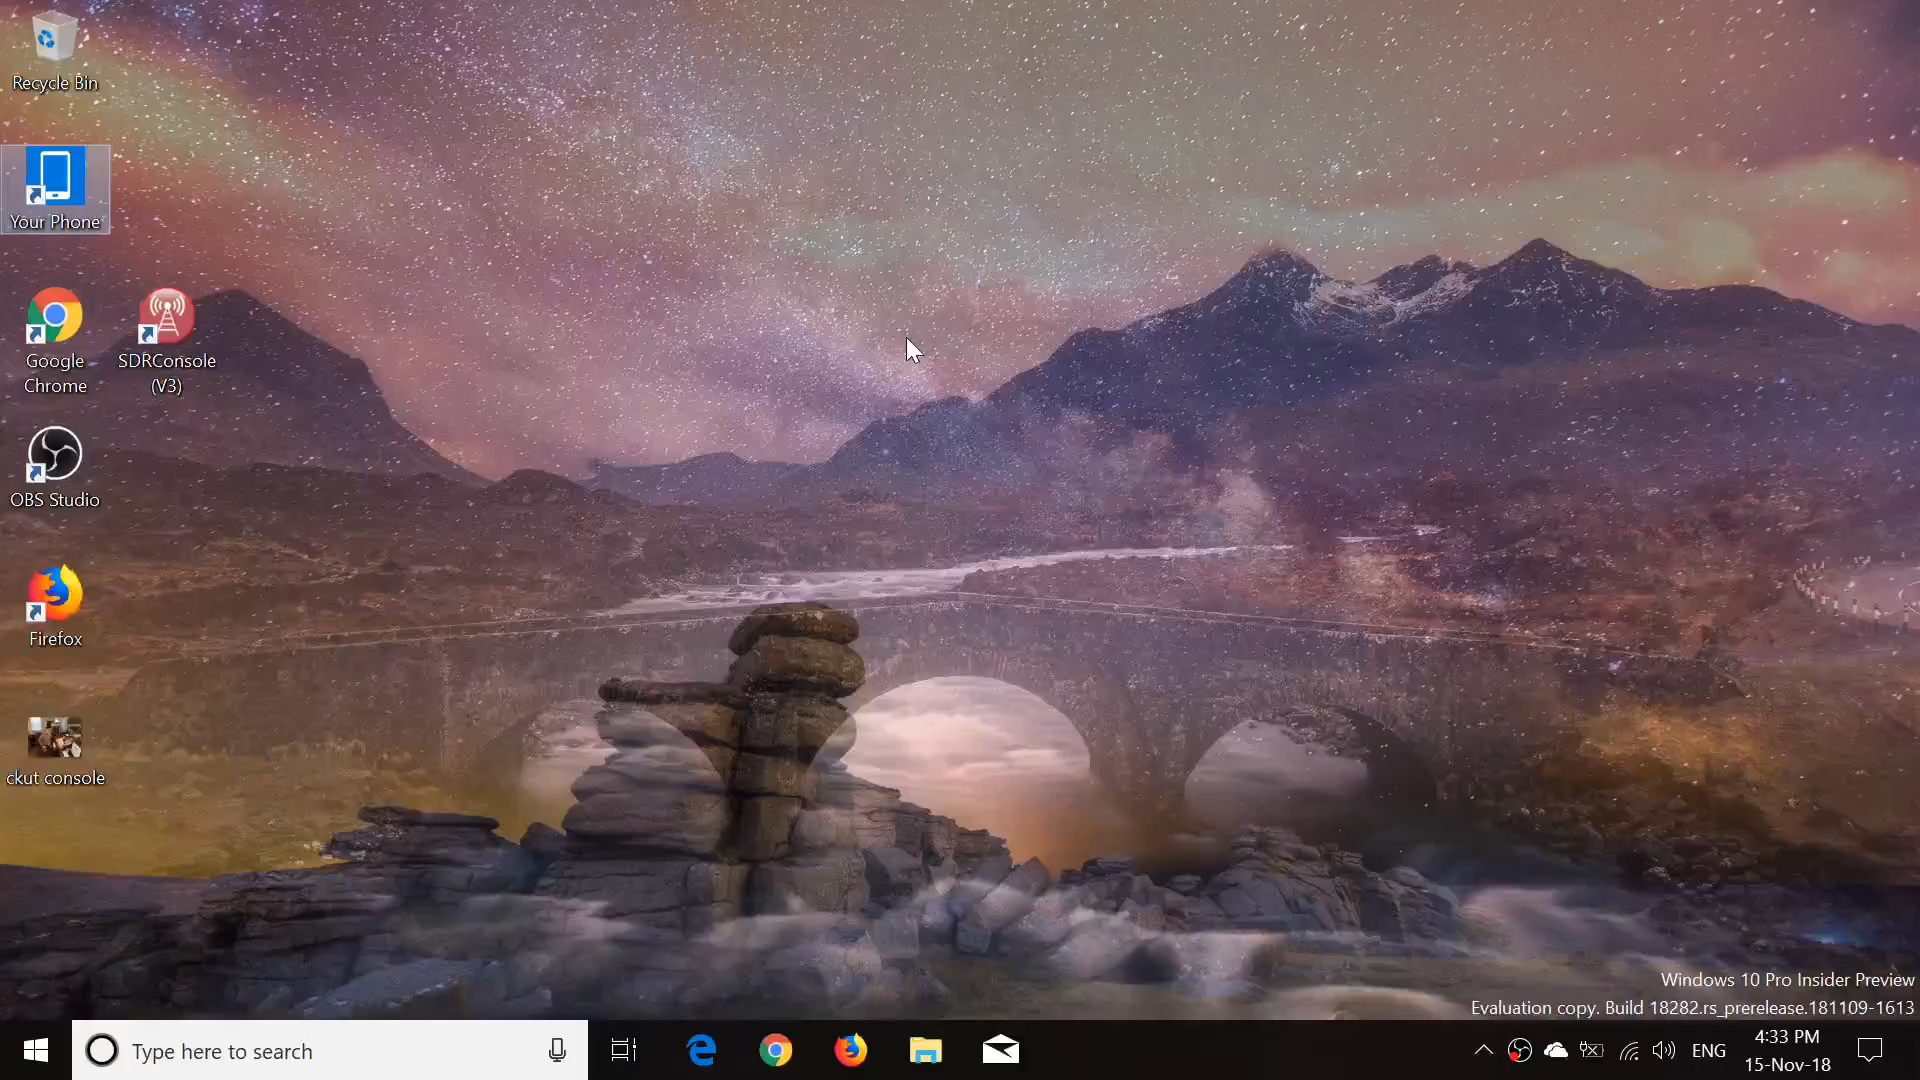 Recycle Bin
Your Phone
Google
Chrome
SDRConsole
(V3)
OBS Studio
Firefox
ckut console
Windows 10 Pro Insider Preview
Evaluation copy. Build 18282.rs_prerelease.181109-1613
Type here to search
ENG
4:33 PM
15-Nov-18